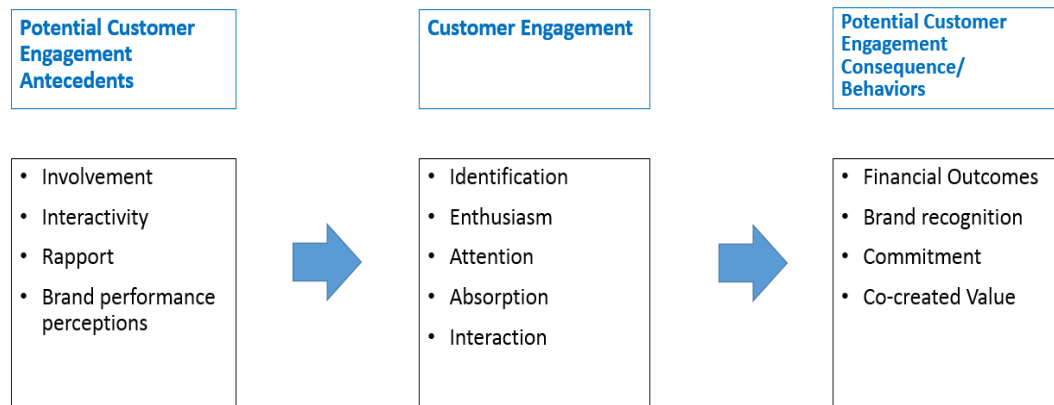 Potential Customer
Engagement
Antecedents
Customer Engagement
Potential Customer
Engagement
Consequence/
Behaviors
• Involvement
• Interactivity
• Rapport
• Brand performance
perceptions
• Identification
• Enthusiasm
• Attention
• Absorption
• Interaction
• Financial Outcomes
• Brand recognition
• Commitment
• Co-created Value